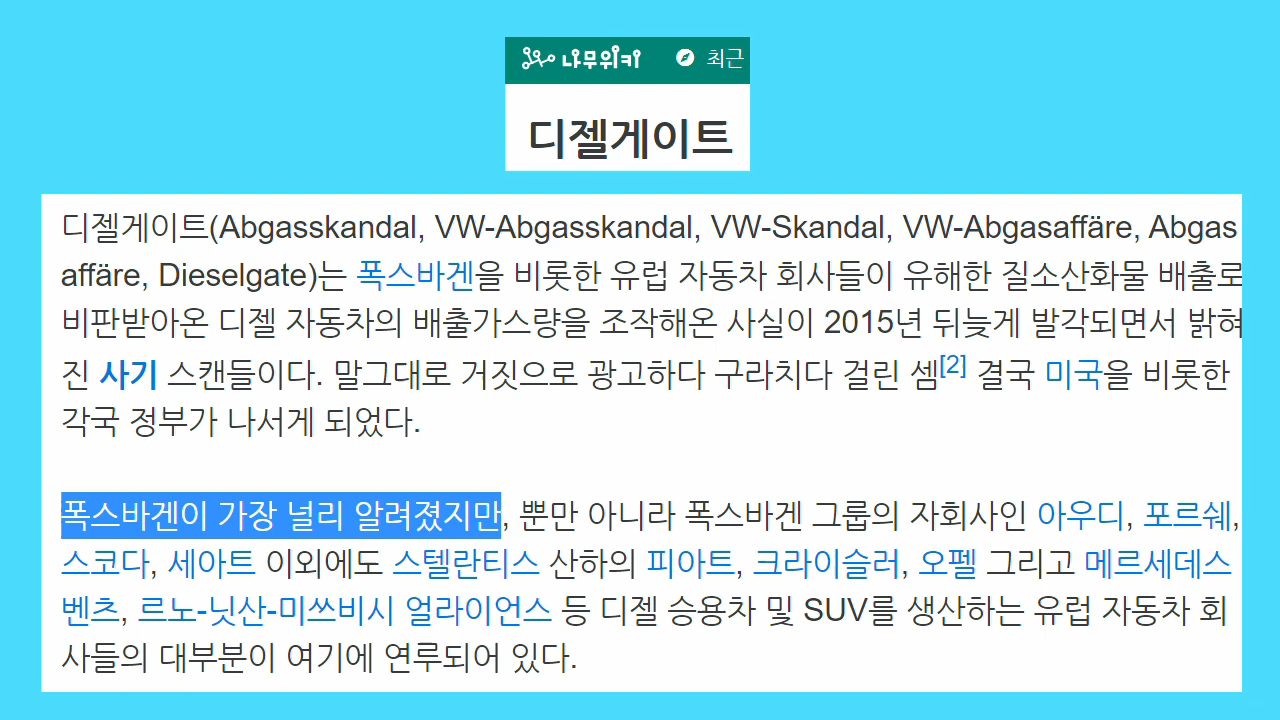 나무위키 최근
디젤게이트
디젤게이트(Abgasskandal, VW-Abgasskandal, VW-Skandal, VW-Abgasaffäre, Abgas
affäre, Dieselgate)는 폭스바겐을 비롯한 유럽 자동차 회사들이 유해한 질소산화물 배출로
비판받아온 디젤 자동차의 배출가스량을 조작해온 사실이 2015년 뒤늦게 발각되면서 밝혀
진 사기 스캔들이다. 말그대로 거짓으로 광고하다 구라치다 걸린 셈[2] 결국 미국을 비롯한
각국 정부가 나서게 되었다.
폭스바겐이 가장 널리 알려졌지만, 뿐만 아니라 폭스바겐 그룹의 자회사인 아우디, 포르쉐,
스코다, 세아트 이외에도 스텔란티스 산하의 피아트, 크라이슬러, 오펠 그리고 메르세데스
벤츠, 르노-닛산-미쓰비시 얼라이언스 등 디젤 승용차 및 SUV를 생산하는 유럽 자동차 회
사들의 대부분이 여기에 연루되어 있다.